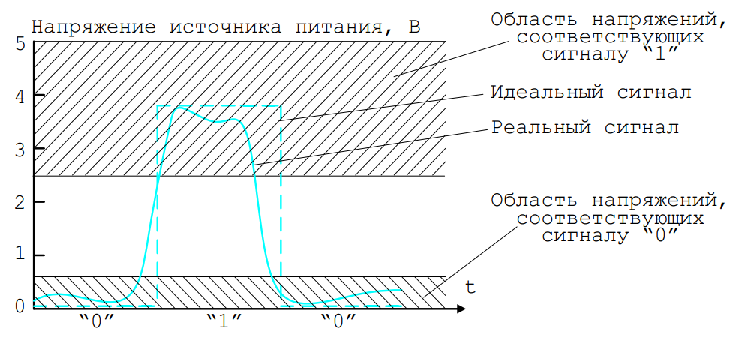 Напряжение источника питания, В
Область напряжений,
соответствующих
сигналу “1”
Идеальный сигнал
Реальный сигнал
Область напряжений,
соответствующих
сигналу “0”
5
4
3
2
1
0
t
“0” “1” “0”